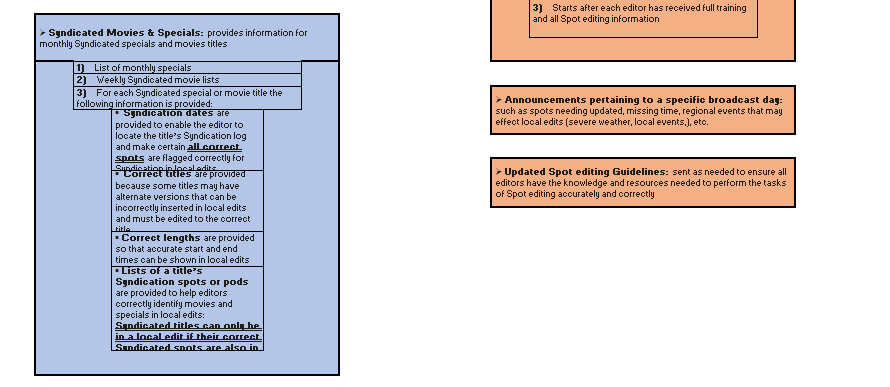 ➢ Syndicated Movies & Specials: provides information for
monthly Syndicated specials and movies titles
1) List of monthly specials
2) Weekly Syndicated movie lists
3) For each Syndicated special or movie title the
following information is provided:
▪ Syndication dates are
provided to enable the editor to
locate the title's Syndication log
and make certain all correct
spots are flagged correctly for
Syndication in local edits
▪ Correct titles are provided
because some titles may have
alternate versions that can be
incorrectly inserted in local edits
and must be edited to the correct
title
▪ Correct lengths are provided
so that accurate start and end
times can be shown in local edits
▪ Lists of a title's
Syndication spots or pods
are provided to help editors
correctly identify movies and
specials in local edits:
Syndicated titles can only be
in a local edit if their correct
Syndicated spots are also in
3) Starts after each editor has received full training
and all Spot editing information
➢ Announcements pertaining to a specific broadcast day:
such as spots needing updated, missing time, regional events that may
effect local edits (severe weather, local events,), etc.
➢ Updated Spot editing Guidelines: sent as needed to ensure all
editors have the knowledge and resources needed to perform the tasks
of Spot editing accurately and correctly